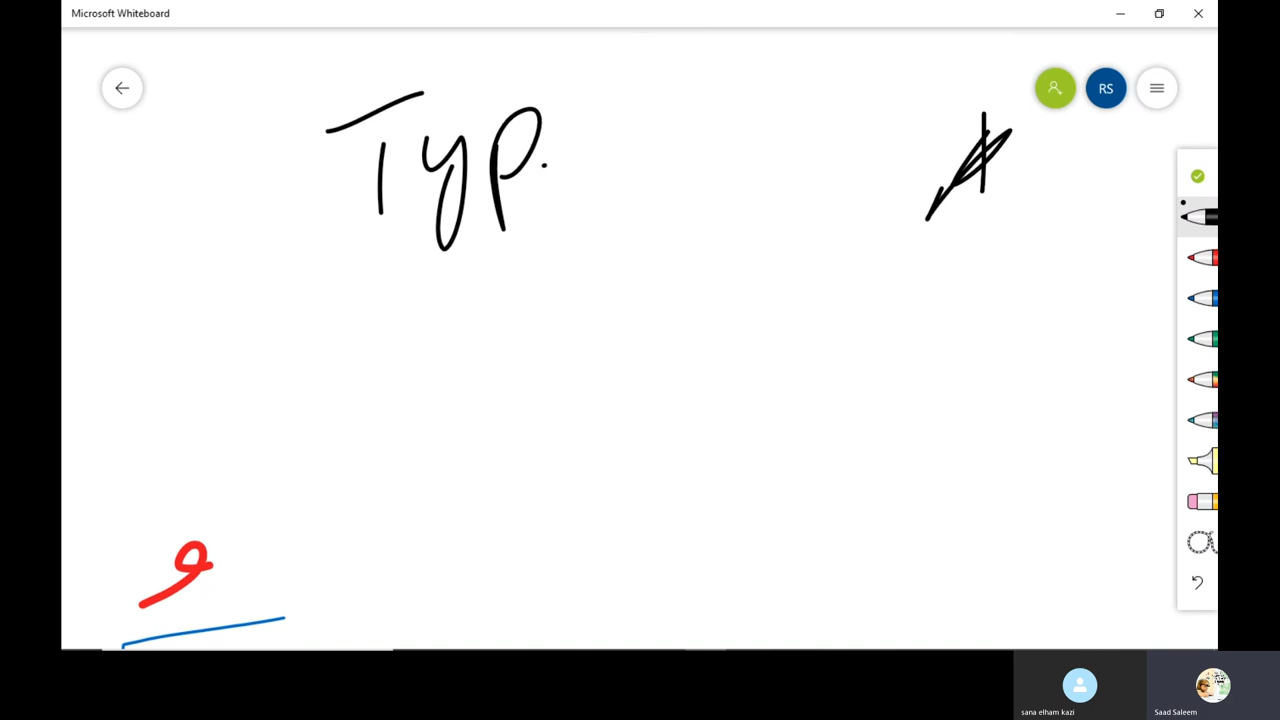 Microsoft Whiteboard
RS
Typ.
و
sana elham kazi
Saad Saleem